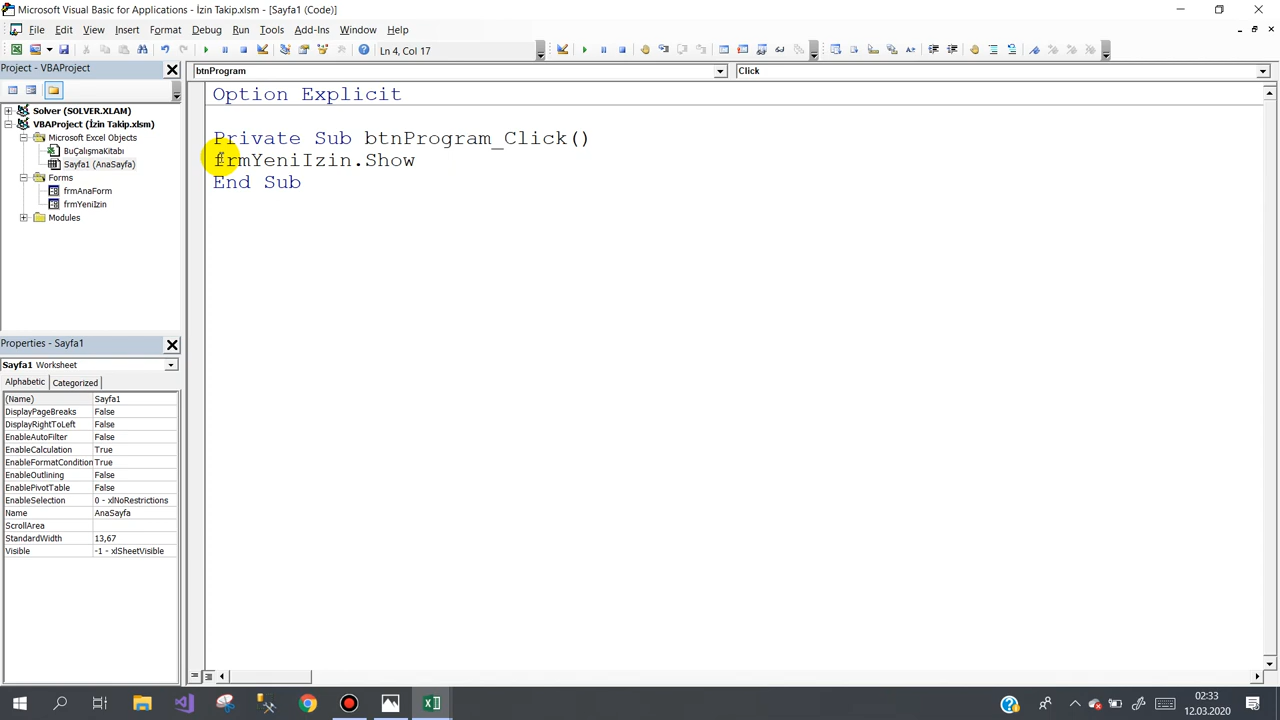 Microsoft Visual Basic for Applications - İzin Takip.xlsm - [Sayfa1 (Code)]
File Edit View Insert Format Debug Run Tools Add-Ins Window Help
Ln 4, Col 17
Project - VBAProject
btnProgram
Click
Solver (SOLVER.XLAM)
VBAProject (İzin Takip.xlsm)
Microsoft Excel Objects
BuÇalışmaKitabı
Sayfa1 (AnaSayfa)
Forms
frmAnaForm
frmYeniIzin
Modules
Option Explicit
Private Sub btnProgram_Click()
frmYeniIzin.Show
End Sub
Properties - Sayfa1
Sayfa1 Worksheet
Alphabetic Categorized
(Name) Sayfa1
DisplayPageBreaks False
DisplayRightToLeft False
EnableAutoFilter False
EnableCalculation True
EnableFormatCondition True
EnableOutlining False
EnablePivotTable False
EnableSelection 0 - xlNoRestrictions
Name AnaSayfa
ScrollArea
StandardWidth 13,67
Visible -1 - xlSheetVisible
02:33
12.03.2020